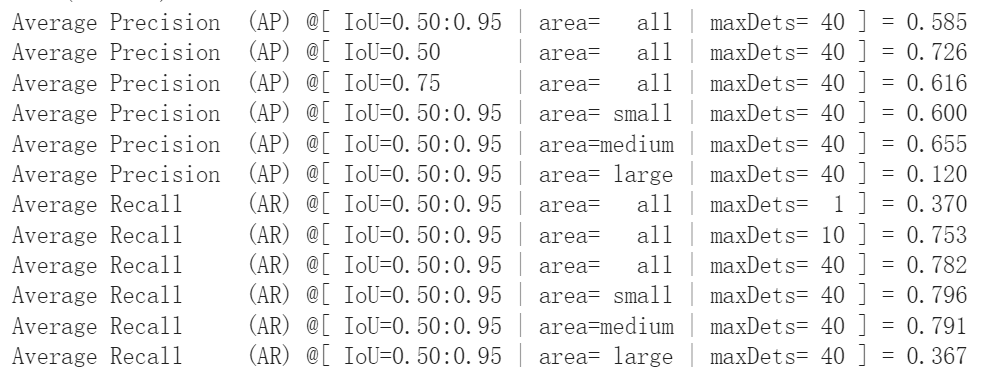 Average Precision  (AP) @[ IoU=0.50:0.95 | area=   all | maxDets= 40 ] = 0.585
Average Precision  (AP) @[ IoU=0.50      | area=   all | maxDets= 40 ] = 0.726
Average Precision  (AP) @[ IoU=0.75      | area=   all | maxDets= 40 ] = 0.616
Average Precision  (AP) @[ IoU=0.50:0.95 | area= small | maxDets= 40 ] = 0.600
Average Precision  (AP) @[ IoU=0.50:0.95 | area=medium | maxDets= 40 ] = 0.655
Average Precision  (AP) @[ IoU=0.50:0.95 | area= large | maxDets= 40 ] = 0.120
Average Recall     (AR) @[ IoU=0.50:0.95 | area=   all | maxDets=  1 ] = 0.370
Average Recall     (AR) @[ IoU=0.50:0.95 | area=   all | maxDets= 10 ] = 0.753
Average Recall     (AR) @[ IoU=0.50:0.95 | area=   all | maxDets= 40 ] = 0.782
Average Recall     (AR) @[ IoU=0.50:0.95 | area= small | maxDets= 40 ] = 0.796
Average Recall     (AR) @[ IoU=0.50:0.95 | area=medium | maxDets= 40 ] = 0.791
Average Recall     (AR) @[ IoU=0.50:0.95 | area= large | maxDets= 40 ] = 0.367